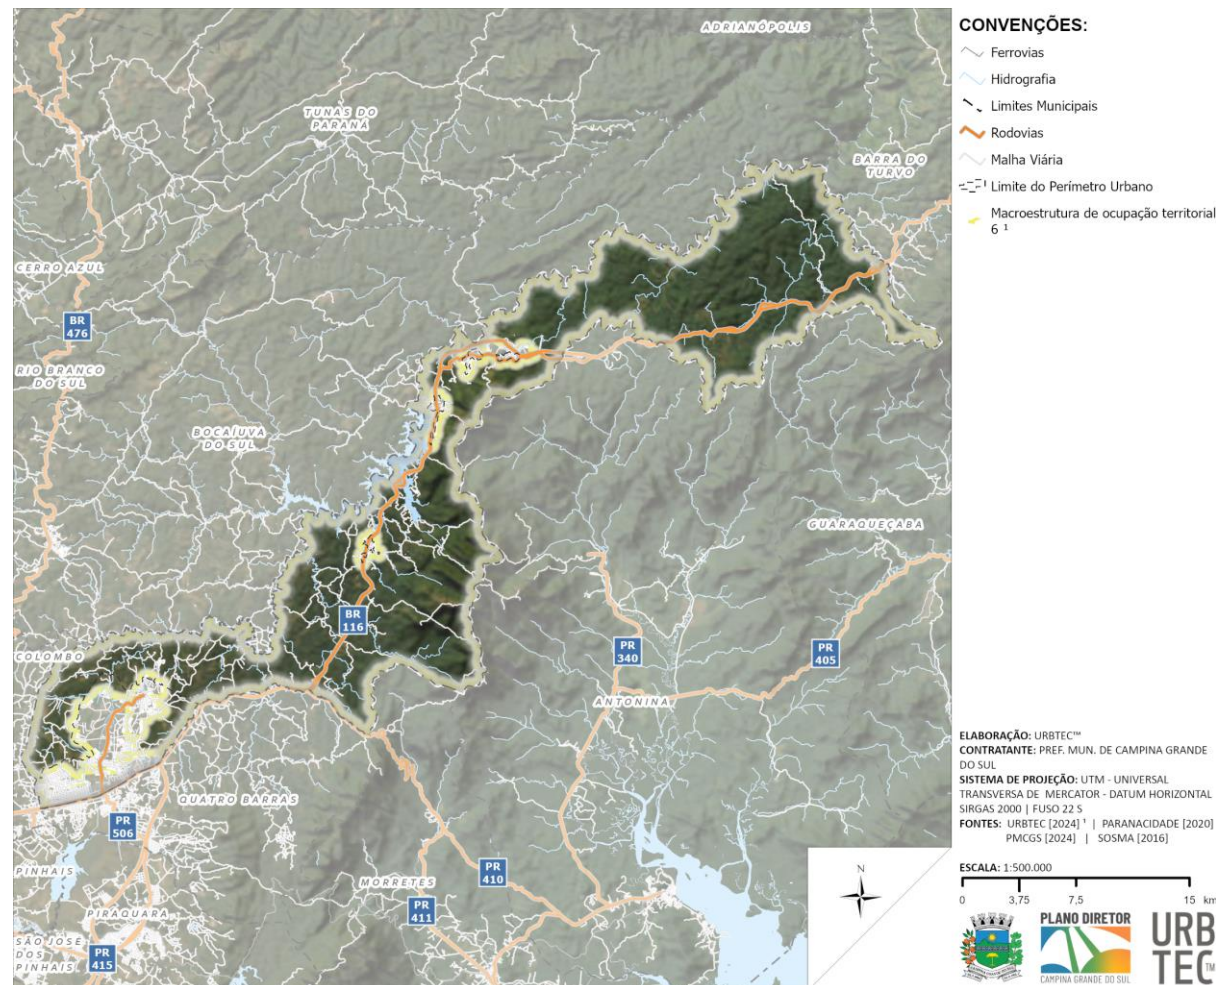 ADRIANÓPOLIS
TUNAS DO
PARANÁ
BARRA DO
TURVO
CERRO AZUL
BR
476
RIO BRANCO
DO SUL
BOCAIÚVA
DO SUL
GUARAQUEÇABA
BR
116
COLOMBO
PR
340
PR
405
ANTONINA
QUATRO BARRAS
PR
506
PINHAIS
PR
410
MORRETES
PR
411
PIRAQUARA
SÃO JOSÉ
DOS
PINHAIS
PR
415
N
CONVENÇÕES:
Ferrovias
Hidrografia
Limites Municipais
Rodovias
Malha Viária
Limite do Perímetro Urbano
Macroestrutura de ocupação territorial
6 ¹
ELABORAÇÃO: URBTEC™
CONTRATANTE: PREF. MUN. DE CAMPINA GRANDE
DO SUL
SISTEMA DE PROJEÇÃO: UTM - UNIVERSAL
TRANSVERSA DE MERCATOR - DATUM HORIZONTAL
SIRGAS 2000 | FUSO 22 S
FONTES: URBTEC [2024] ¹ | PARANACIDADE [2020]
PMCGS [2024] | SOSMA [2016]
ESCALA: 1:500.000
0 3,75 7,5 15 km
PLANO DIRETOR
CAMPINA GRANDE DO SUL
URB
TEC™